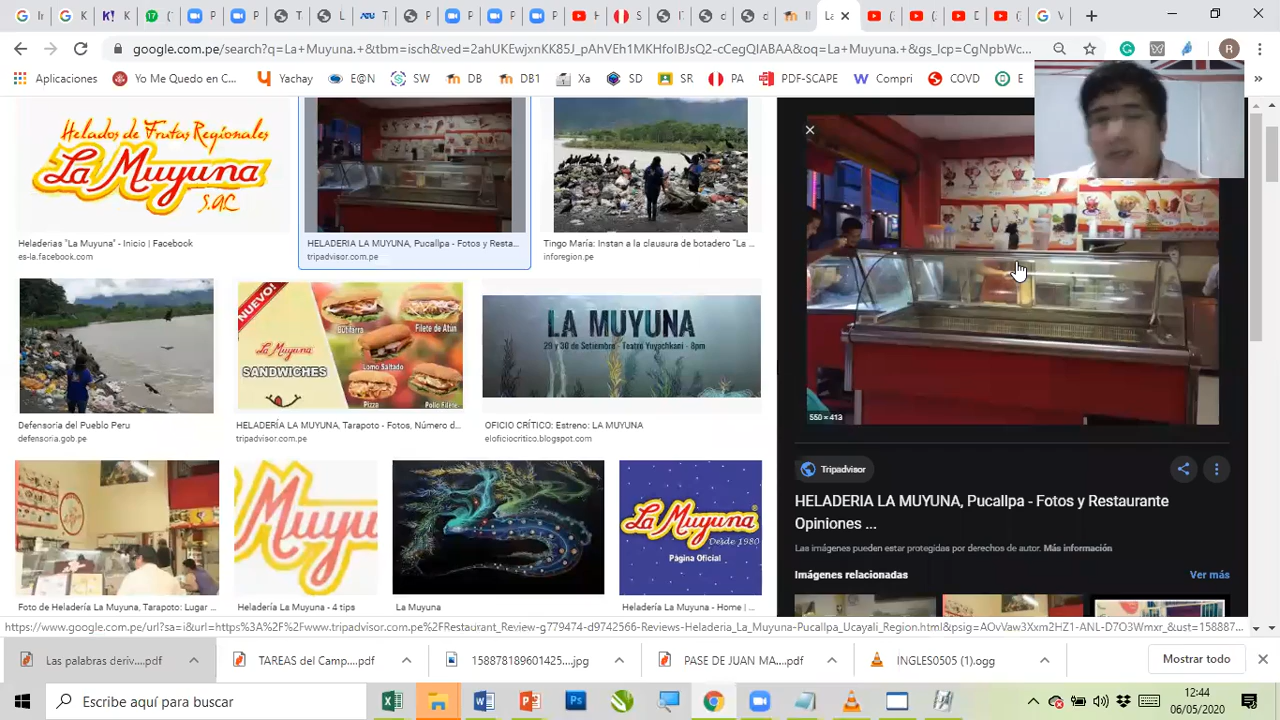 google.com.pe/search?q=La+Muyuna.+&tbm=isch&ved=2ahUKEwjxnKK85J_pAhVEh1MKHfolBJsQ2-cCegQIABAA&oq=La+Muyuna.+&gs_lcp=CgNpbWc...
Aplicaciones Yo Me Quedo en C... Yachay E@N SW DB DB1 Xa SD SR PA PDF-SCAPE Compri COVD E
Helados de Frutas Regionales
La Muyuna
S.A.C
Heladerias "La Muyuna" - Inicio | Facebook
es-la.facebook.com
HELADERIA LA MUYUNA, Pucallpa - Fotos y Resta...
tripadvisor.com.pe
Tingo María: Instan a la clausura de botadero "La ...
inforegion.pe
550 × 413
¡NUEVO!
Butifarra
Filete de Atun
La Muyuna
SANDWICHES
Lomo Saltado
Pizza
Pollo Filete
LA MUYUNA
29 y 30 de Setiembre - Teatro Yuyachkani - 8pm
Defensoria del Pueblo Peru
defensoria.gob.pe
HELADERÍA LA MUYUNA, Tarapoto - Fotos, Número d...
tripadvisor.com.pe
OFICIO CRÍTICO: Estreno: LA MUYUNA
eloficiocritico.blogspot.com
Tripadvisor
HELADERIA LA MUYUNA, Pucallpa - Fotos y Restaurante
Opiniones ...
Las imágenes pueden estar protegidas por derechos de autor. Más información
Imágenes relacionadas
Ver más
Muyu
La Muyuna
Desde 1980
Página Oficial
Foto de Heladería La Muyuna, Tarapoto: Lugar ...
Heladería La Muyuna - 4 tips
La Muyuna
Heladería La Muyuna - Home | ...
https://www.google.com.pe/url?sa=i&url=https%3A%2F%2Fwww.tripadvisor.com.pe%2FRestaurant_Review-g779474-d9742566-Reviews-Heladeria_La_Muyuna-Pucallpa_Ucayali_Region.html&psig=AOvVaw3Xxm2HZ1-ANL-D7O3Wmxr_&ust=158887...
Las palabras deriv....pdf
TAREAS del Camp....pdf
158878189601425....jpg
PASE DE JUAN MA....pdf
INGLES0505 (1).ogg
Mostrar todo
Escribe aquí para buscar
12:44
06/05/2020